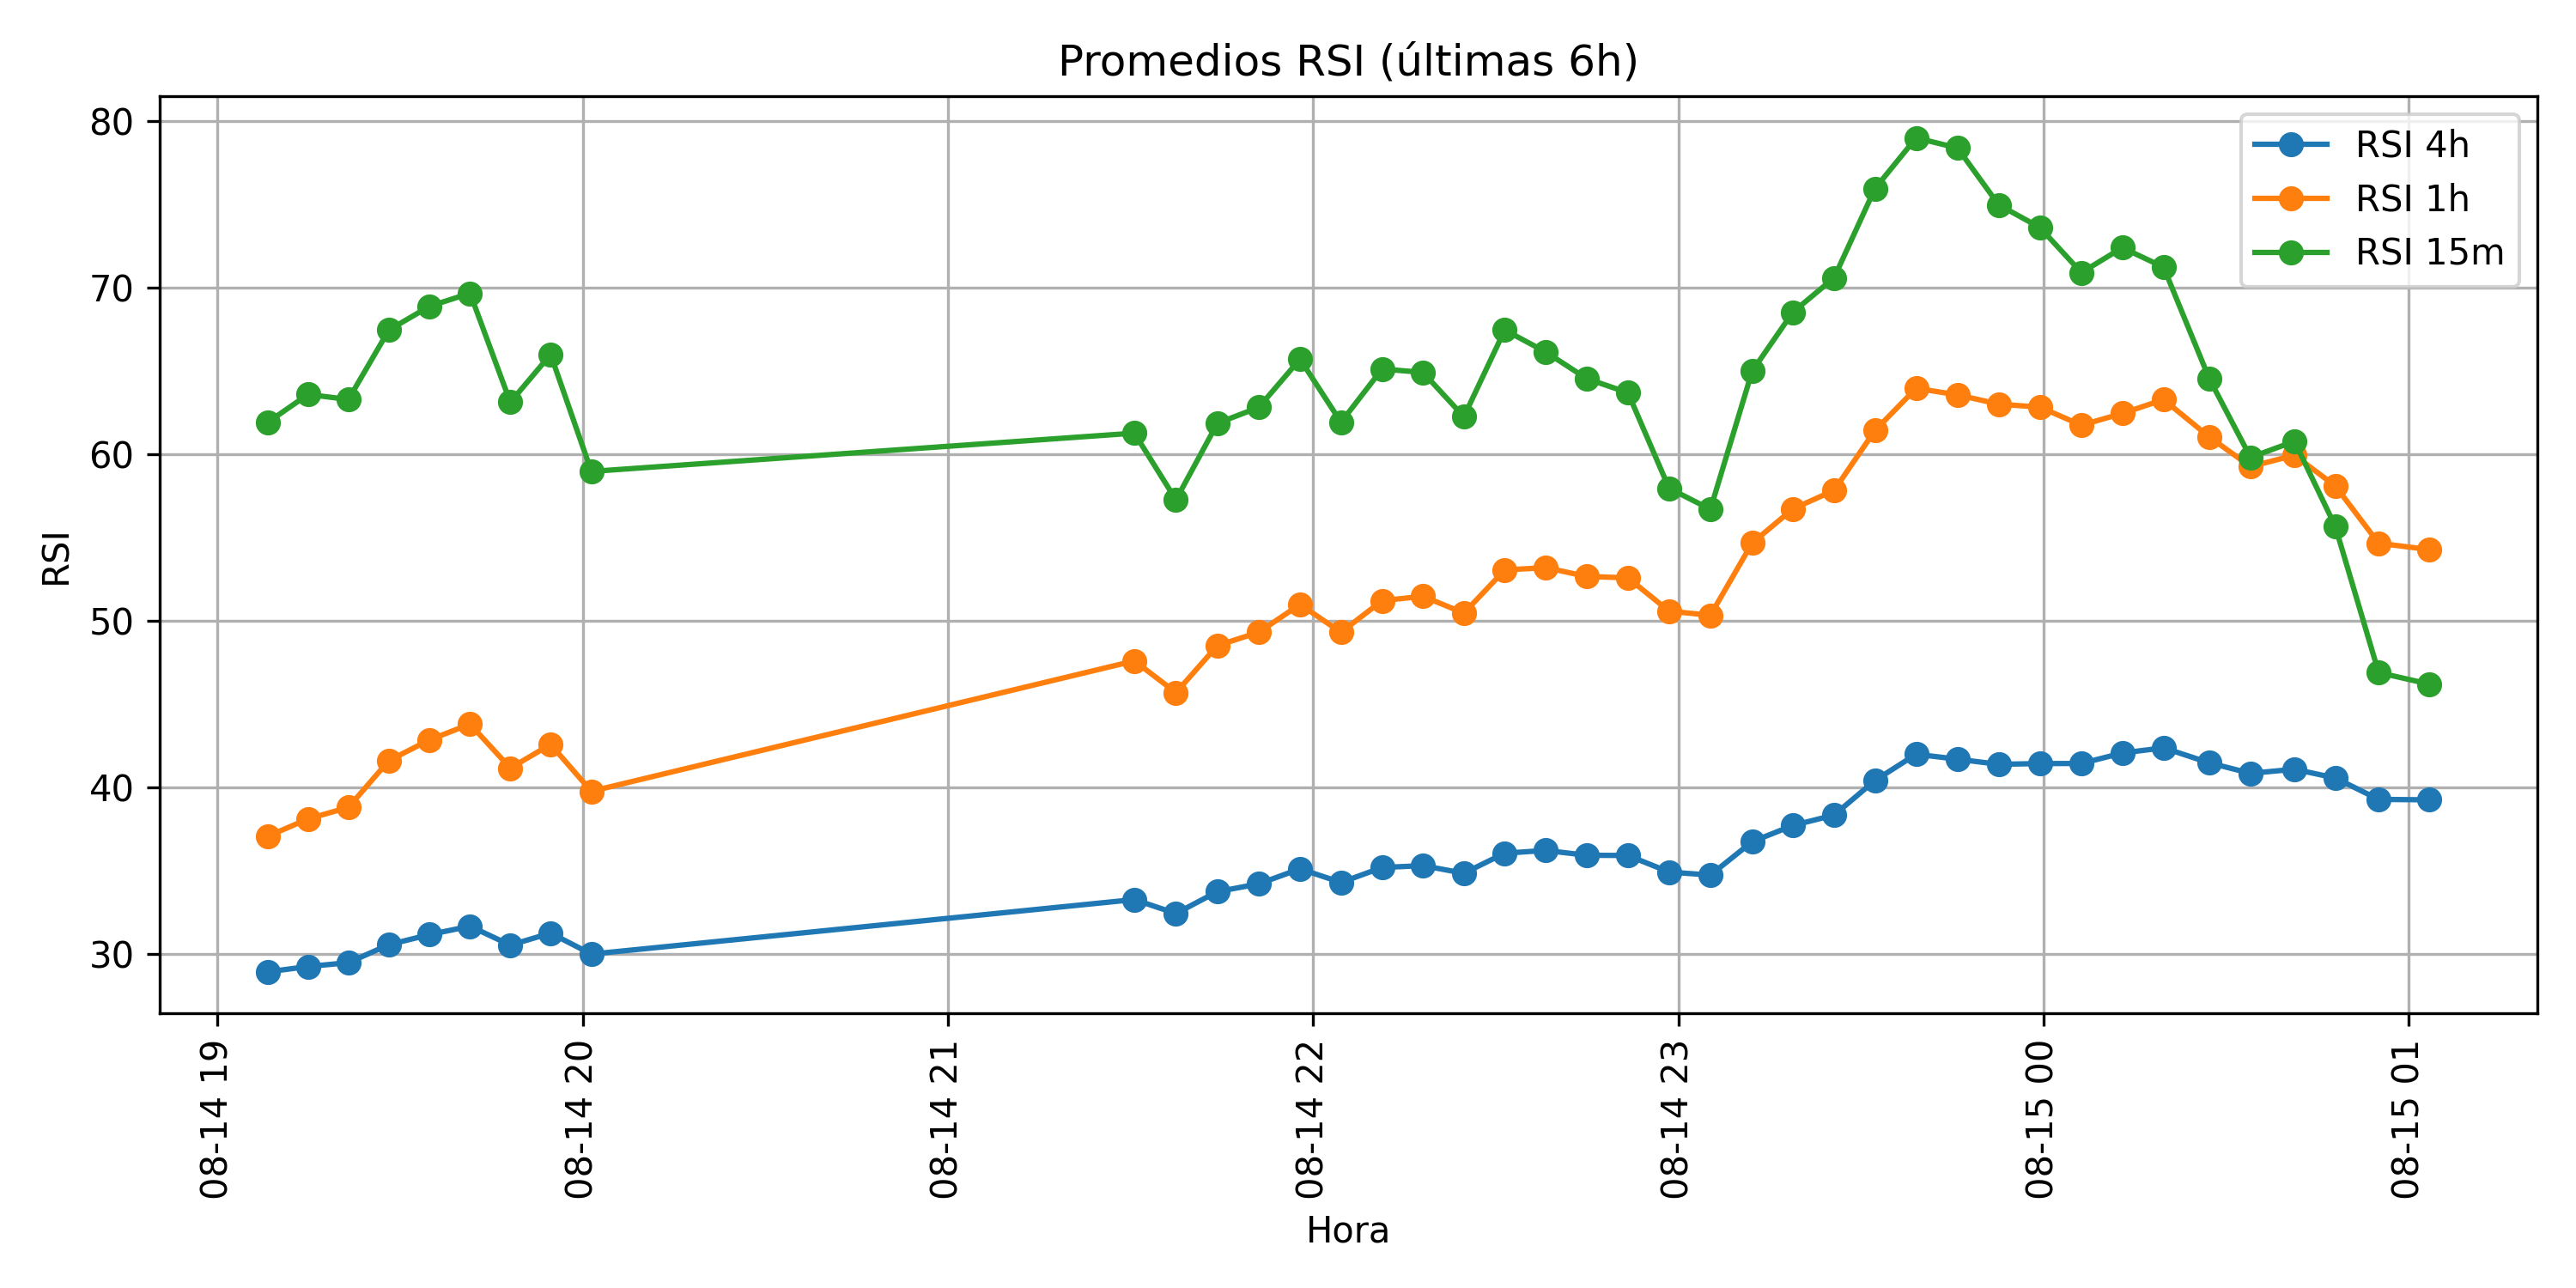 Promedios RSI (últimas 6h)
80
70
60
50
40
30
RSI
RSI 4h
RSI 1h
RSI 15m
08-14 19
08-14 20
08-14 21
08-14 22
08-14 23
08-15 00
08-15 01
Hora